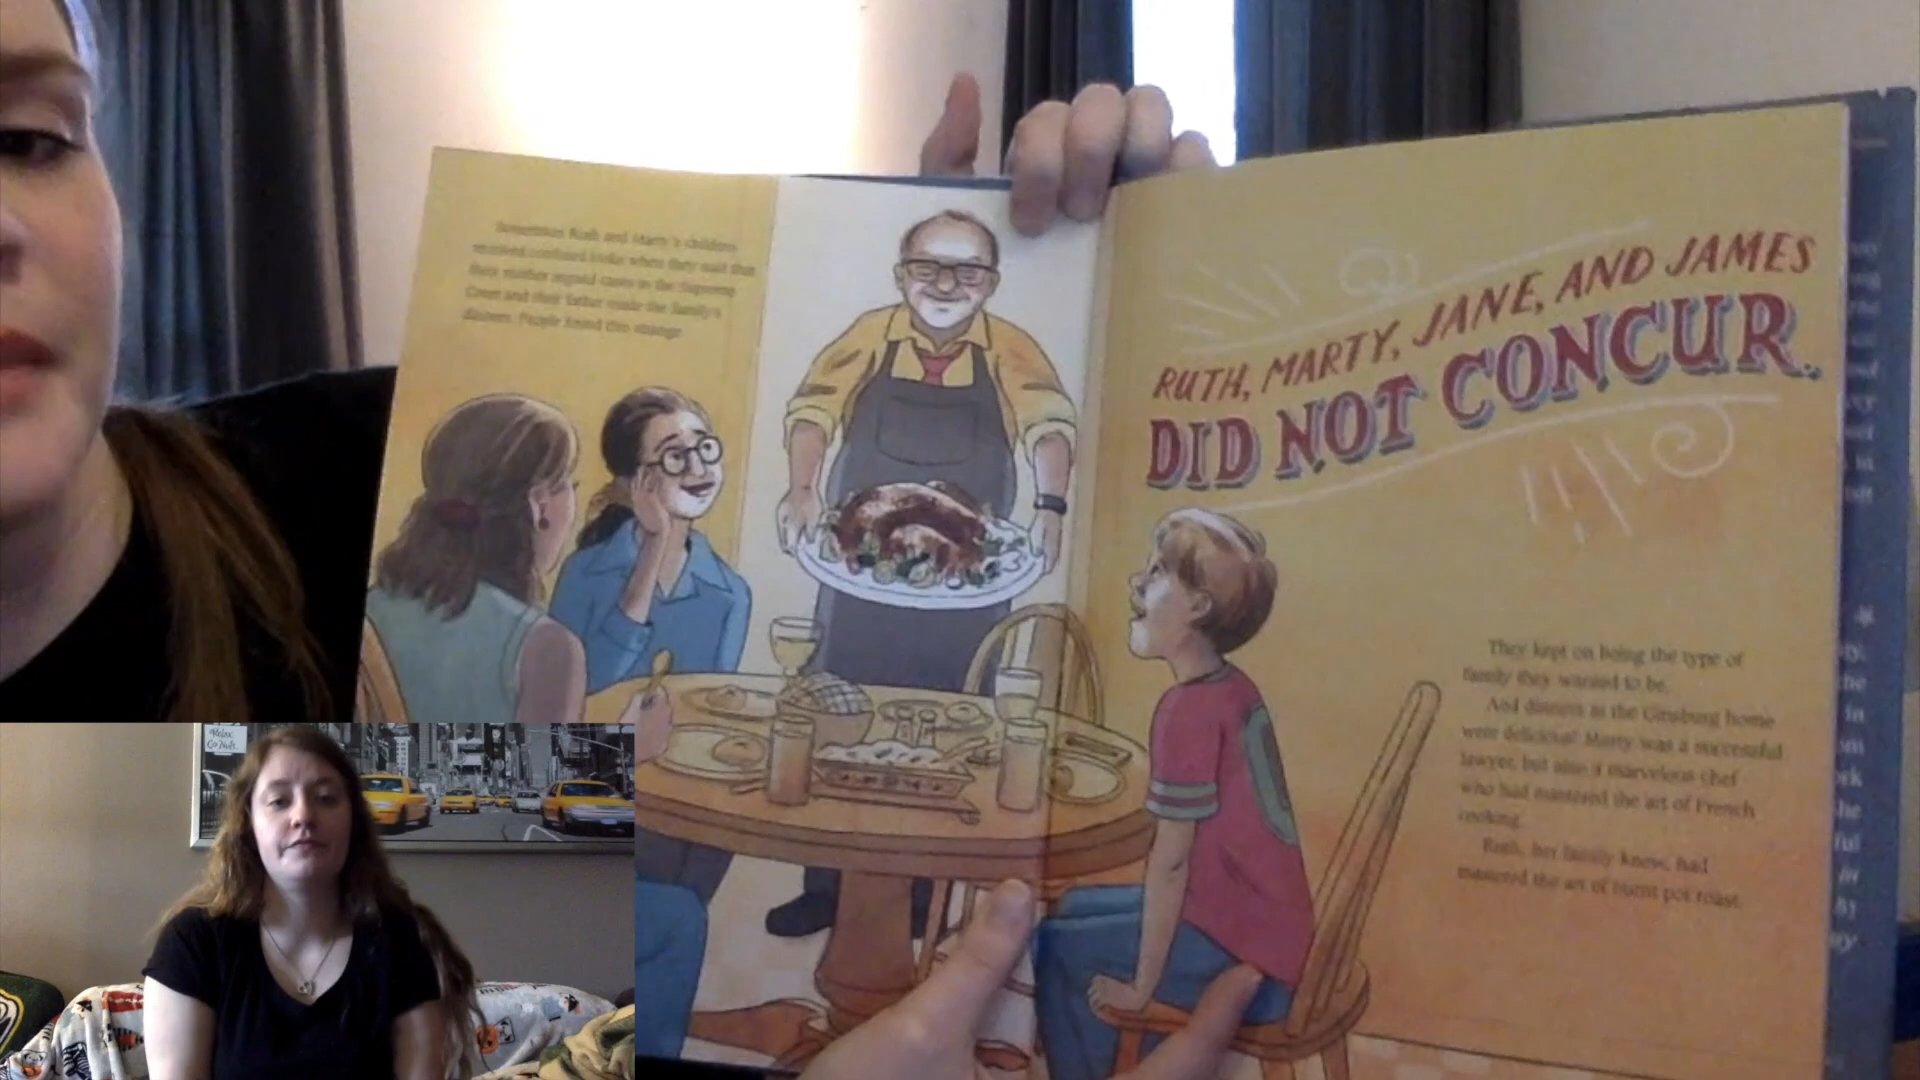 Sometimes Ruth and Marty's children
received confused looks when they said that
their mother argued cases in the Supreme
Court and their father made the family's
dinners. People found this strange.
RUTH, MARTY, JANE, AND JAMES
DID NOT CONCUR.
They kept on being the type of
family they wanted to be.
And dinners at the Ginsburg home
were delicious! Marty was a successful
lawyer, but also a marvelous chef
who had mastered the art of French
cooking.
Ruth, her family knew, had
mastered the art of burnt pot roast.
Relax
Go Nuts